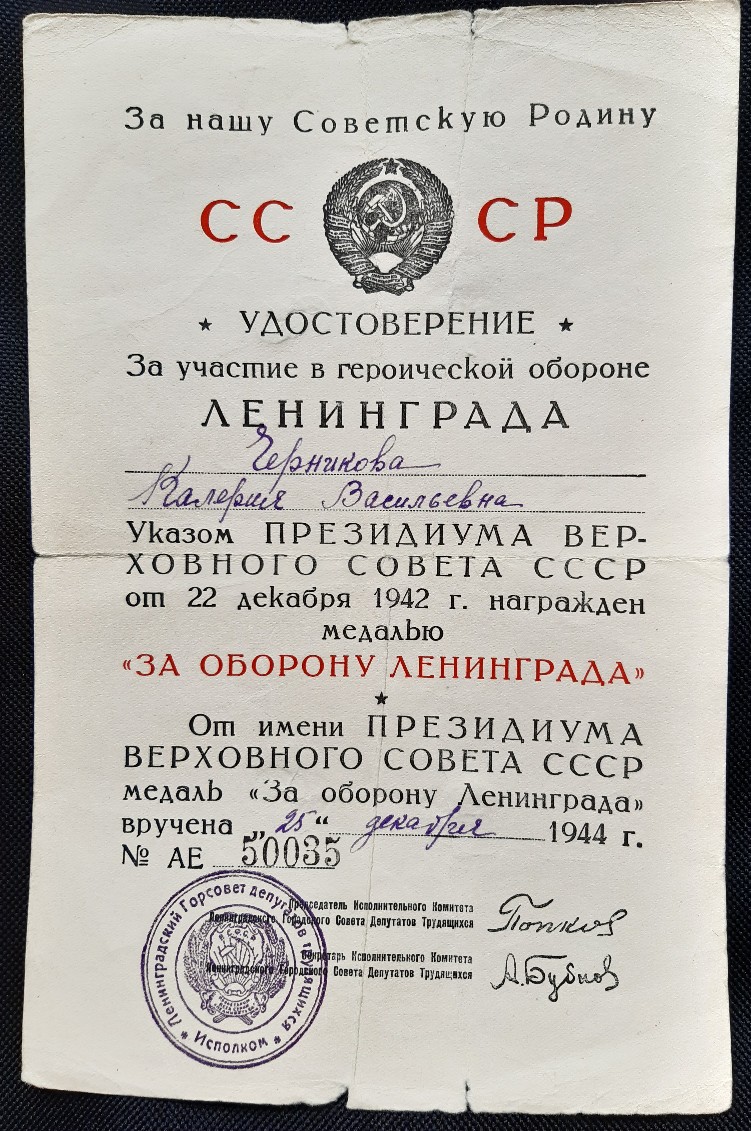 За нашу Советскую Родину
СС СР
★ УДОСТОВЕРЕНИЕ ★
За участие в героической обороне
ЛЕНИНГРАДА
Черникова
Калерия Васильевна
Указом ПРЕЗИДИУМА ВЕР-
ХОВНОГО СОВЕТА СССР
от 22 декабря 1942 г. награжден
медалью
«ЗА ОБОРОНУ ЛЕНИНГРАДА»
★
От имени ПРЕЗИДИУМА
ВЕРХОВНОГО СОВЕТА СССР
медаль «За оборону Ленинграда»
вручена „25“ декабря 1944 г.
№ АЕ 50035
Председатель Исполнительного Комитета
Ленинградского Городского Совета Депутатов Трудящихся
Попков
Секретарь Исполнительного Комитета
Ленинградского Городского Совета Депутатов Трудящихся
А. Бубнов
Ленинградский Горсовет депутатов трудящихся
★ Исполком ★